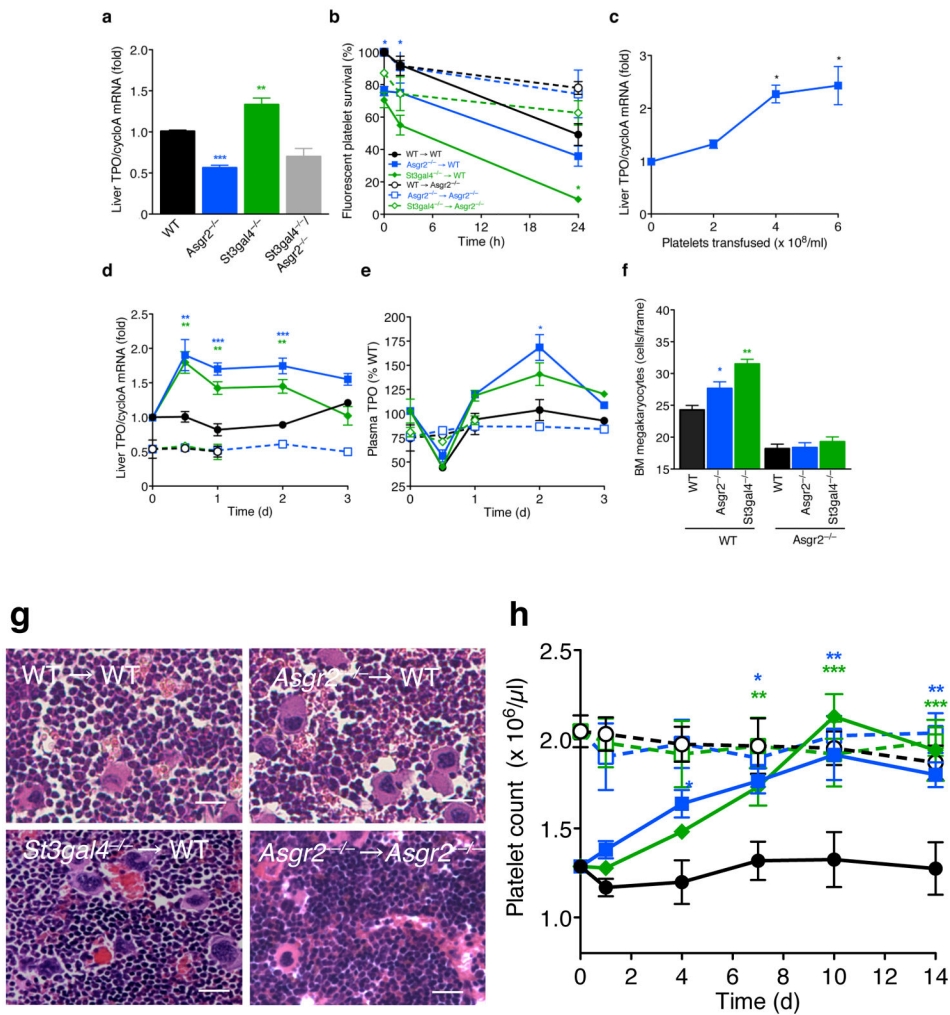 a
Liver TPO/cycloA mRNA (fold)
2.0
1.5
1.0
0.5
0
***
**
WT
Asgr2–/–
St3gal4–/–
St3gal4–/–/
Asgr2–/–
b
Fluorescent platelet survival (%)
100
80
60
40
20
0
* *
*
WT → WT
Asgr2–/– → WT
St3gal4–/– → WT
WT → Asgr2–/–
Asgr2–/– → Asgr2–/–
St3gal4–/– → Asgr2–/–
0 6 12 18 24
Time (h)
c
Liver TPO/cycloA mRNA (fold)
3
2
1
0
* *
0 2 4 6
Platelets transfused (x 10⁸/ml)
d
Liver TPO/cycloA mRNA (fold)
2.5
2.0
1.5
1.0
0.5
0
** *** ***
** ** **
0 1 2 3
Time (d)
e
Plasma TPO (% WT)
200
175
150
125
100
75
50
25
*
0 1 2 3
Time (d)
f
BM megakaryocytes (cells/frame)
40
35
30
25
20
15
*
**
WT
Asgr2–/–
St3gal4–/–
WT
Asgr2–/–
St3gal4–/–
WT Asgr2–/–
g
WT → WT
Asgr2–/– → WT
St3gal4–/– → WT
Asgr2–/– → Asgr2–/–
h
Platelet count (x 10⁶/µl)
2.5
2.0
1.5
1.0
*
* ** **
** *** ***
0 2 4 6 8 10 12 14
Time (d)